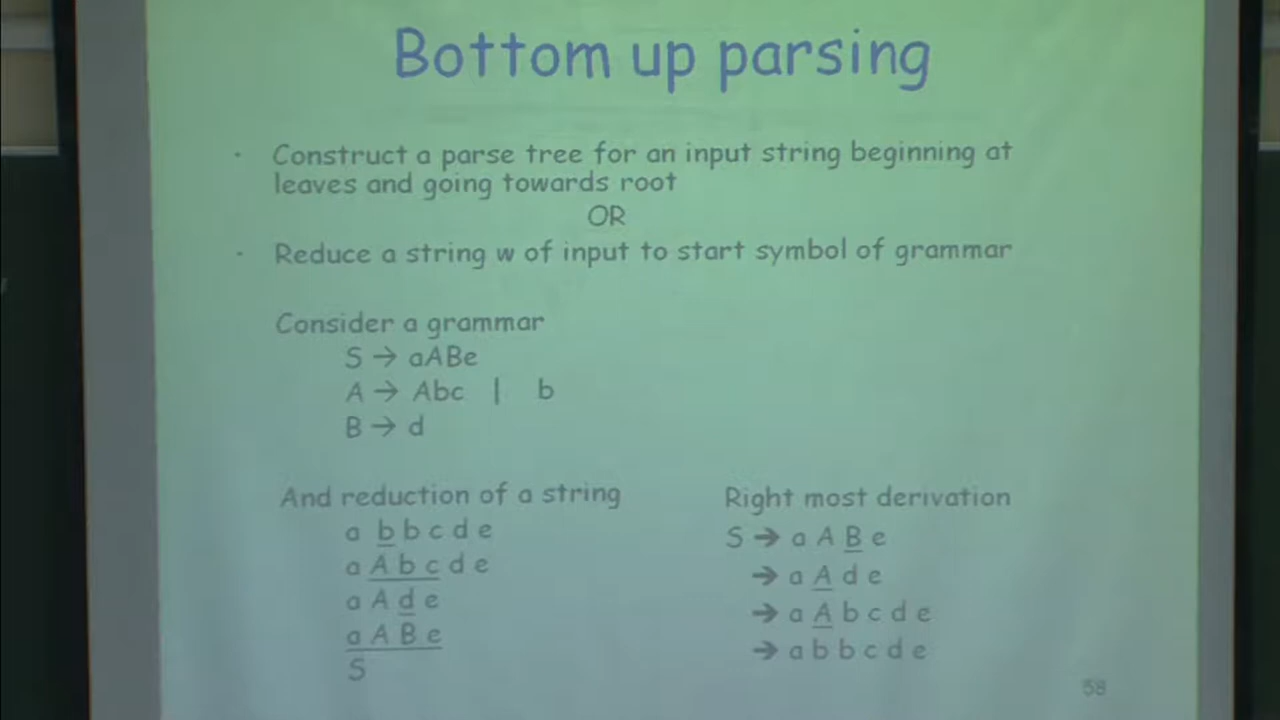 Bottom up parsing
· Construct a parse tree for an input string beginning at
leaves and going towards root
OR
· Reduce a string w of input to start symbol of grammar
Consider a grammar
S → aABe
A → Abc | b
B → d
And reduction of a string
a b b c d e
a A b c d e
a A d e
a A B e
S
Right most derivation
S → a A B e
→ a A d e
→ a A b c d e
→ a b b c d e
58